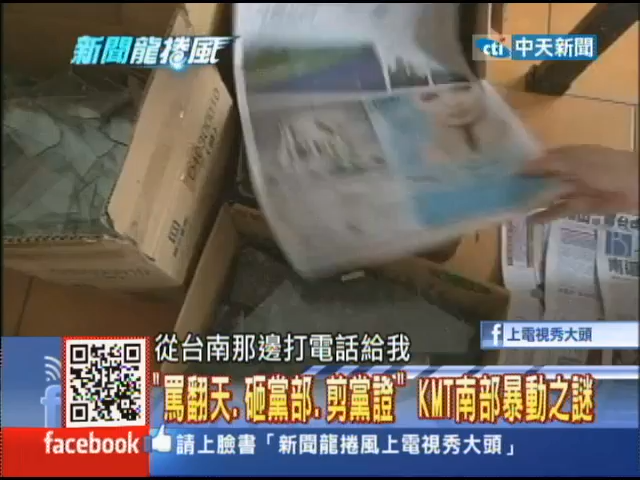 新聞龍捲風
cti 中天新聞
上電視秀大頭
從台南那邊打電話給我
"罵翻天.砸黨部.剪黨證" KMT南部暴動之謎
facebook 請上臉書「新聞龍捲風上電視秀大頭」